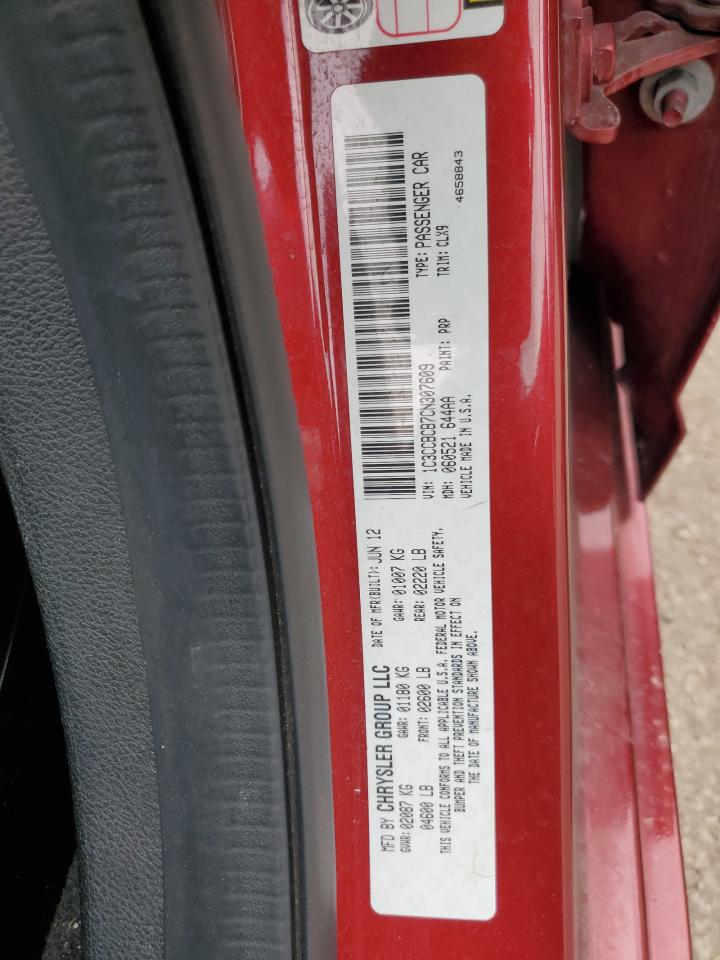 MFD BY CHRYSLER GROUP LLC DATE OF MFR(BUILT): JUN 12
GVWR: 02087 KG GAWR: 01180 KG GAWR: 01007 KG
04600 LB FRONT: 02600 LB REAR: 02220 LB
THIS VEHICLE CONFORMS TO ALL APPLICABLE U.S.A. FEDERAL MOTOR VEHICLE SAFETY,
BUMPER AND THEFT PREVENTION STANDARDS IN EFFECT ON
THE DATE OF MANUFACTURE SHOWN ABOVE.
VIN: 1C3CCBCB7CN307609 TYPE: PASSENGER CAR
MDH: 060521 644AA PAINT: PRP TRIM: CLX9
VEHICLE MADE IN U.S.A. 4658843